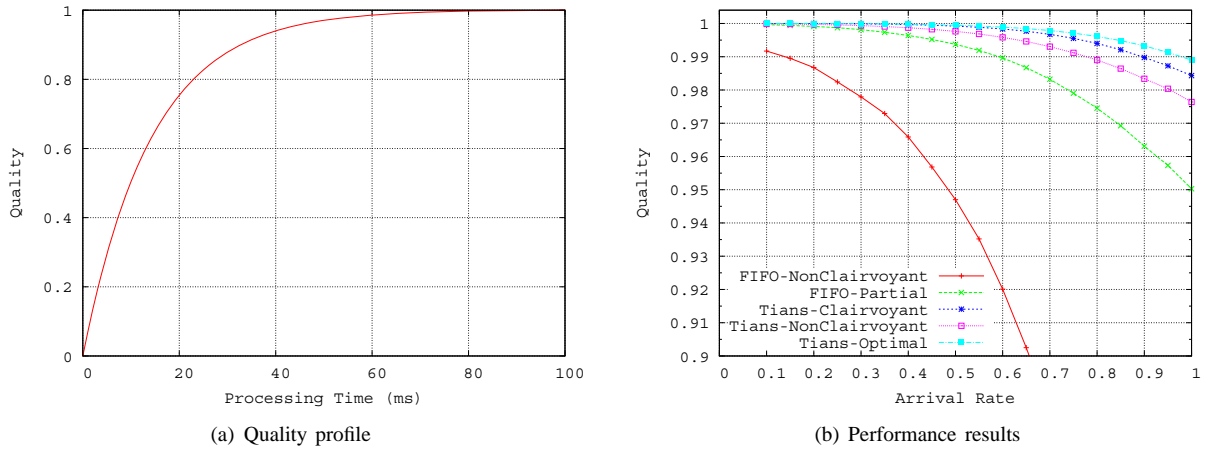 1
0.8
0.6
0.4
0.2
0
0 20 40 60 80 100
Quality
Processing Time (ms)
(a) Quality profile
1
0.99
0.98
0.97
0.96
0.95
0.94
0.93
0.92
0.91
0.9
0 0.1 0.2 0.3 0.4 0.5 0.6 0.7 0.8 0.9 1
Quality
Arrival Rate
FIFO-NonClairvoyant
FIFO-Partial
Tians-Clairvoyant
Tians-NonClairvoyant
Tians-Optimal
(b) Performance results